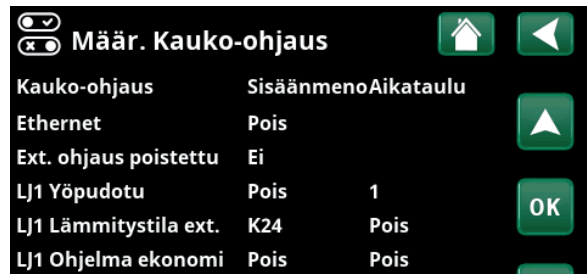 Määr. Kauko-ohjaus
Kauko-ohjaus SisäänmenoAikataulu
Ethernet Pois
Ext. ohjaus poistettu Ei
LJ1 Yöpudotu Pois 1
OK
LJ1 Lämmitystila ext. K24 Pois
LJ1 Ohjelma ekonomi Pois Pois